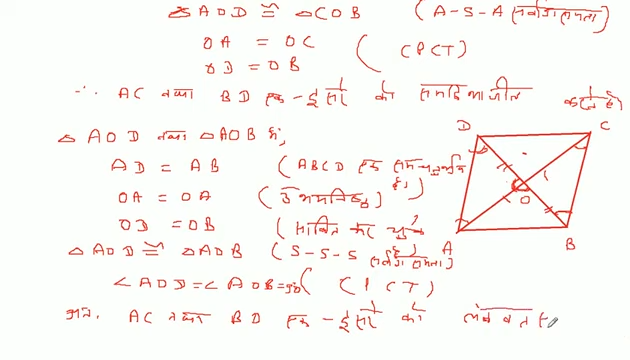 △AOD ≅ △COB (A-S-A सर्वांगसमता)
OA = OC (CPCT)
OD = OB
∴ AC तथा BD एक-दूसरे को समद्विभाजीत करते है।
△AOD तथा △AOB में,
AD = AB (ABCD एक समचतुर्भुज है।)
OA = OA (उभयनिष्ठ)
OD = OB (साबित कर चुके है)
△AOD ≅ △AOB (S-S-S सर्वांगसमता)
∠AOD = ∠AOB = 90° (CPCT)
अतः AC तथा BD एक-दूसरे को लंबवत
D
C
O
A
B